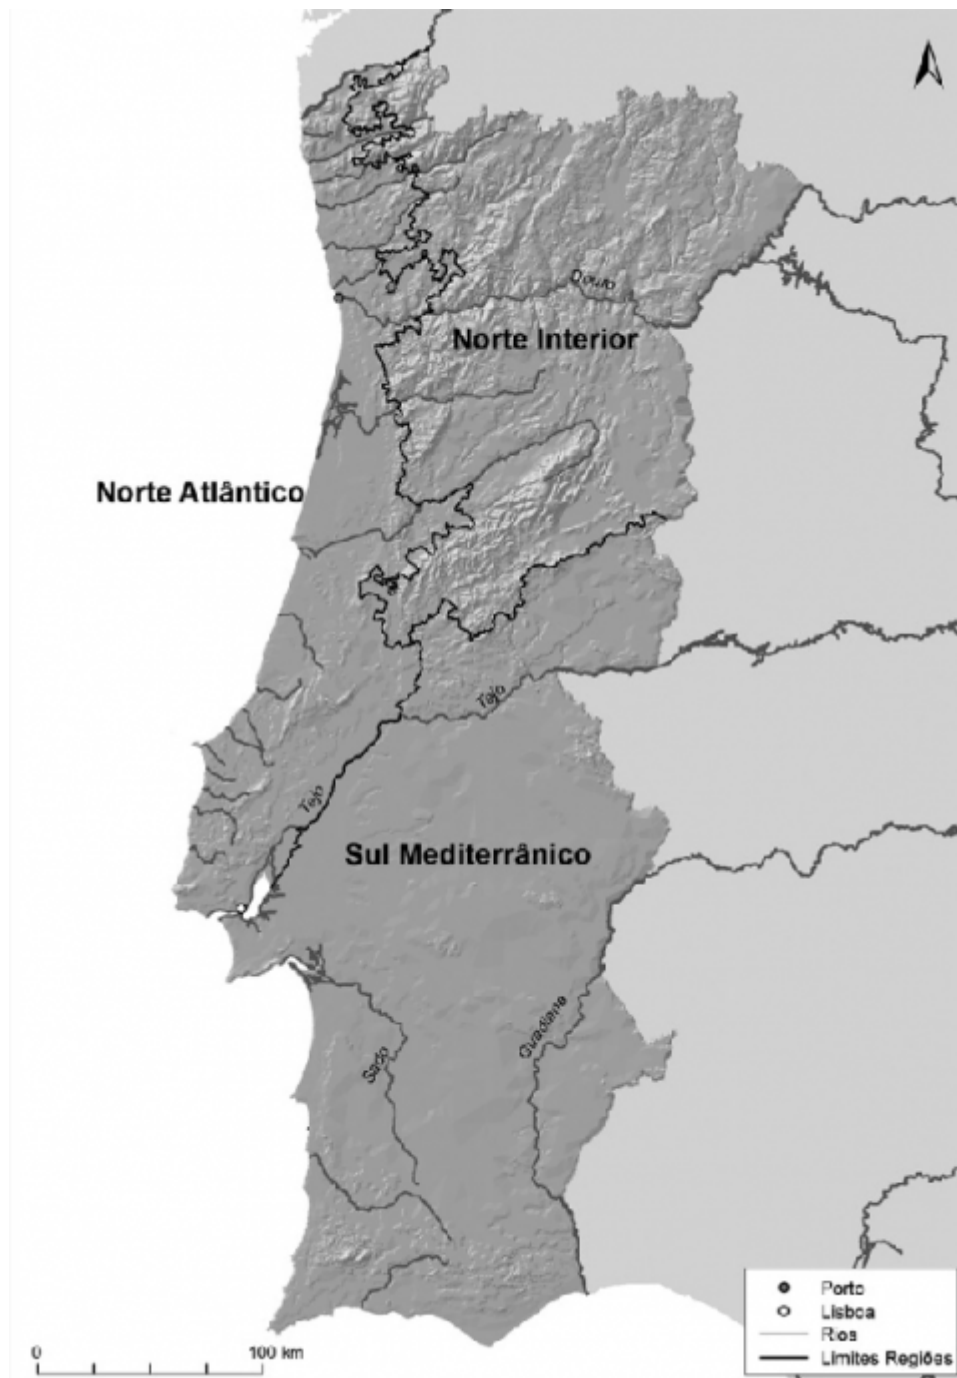 Douro
Norte Interior
Norte Atlântico
Tejo
Tejo
Sul Mediterrânico
Guadiana
Sado
Porto
Lisboa
Rios
Limites Regiões
0
100 km